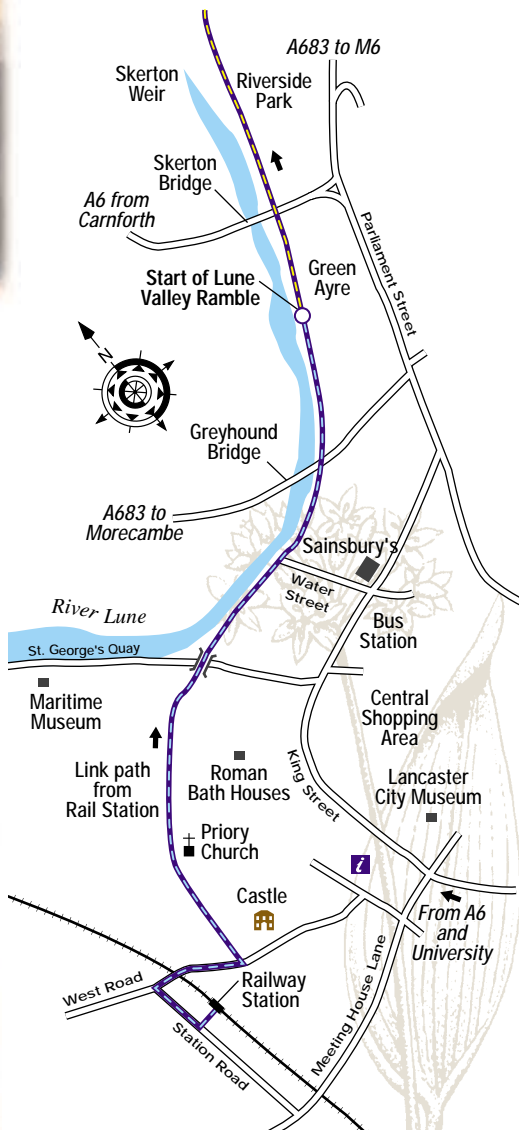 A683 to M6
Skerton
Weir
Riverside
Park
Skerton
Bridge
A6 from
Carnforth
Parliament Street
Start of Lune
Valley Ramble
Green
Ayre
N
Greyhound
Bridge
A683 to
Morecambe
Sainsbury's
Water
Street
River Lune
Bus
Station
St. George's Quay
Maritime
Museum
Central
Shopping
Area
King Street
Link path
from
Rail Station
Roman
Bath Houses
Lancaster
City Museum
Priory
Church
i
Castle
From A6
and
University
West Road
Railway
Station
Station Road
Meeting House Lane